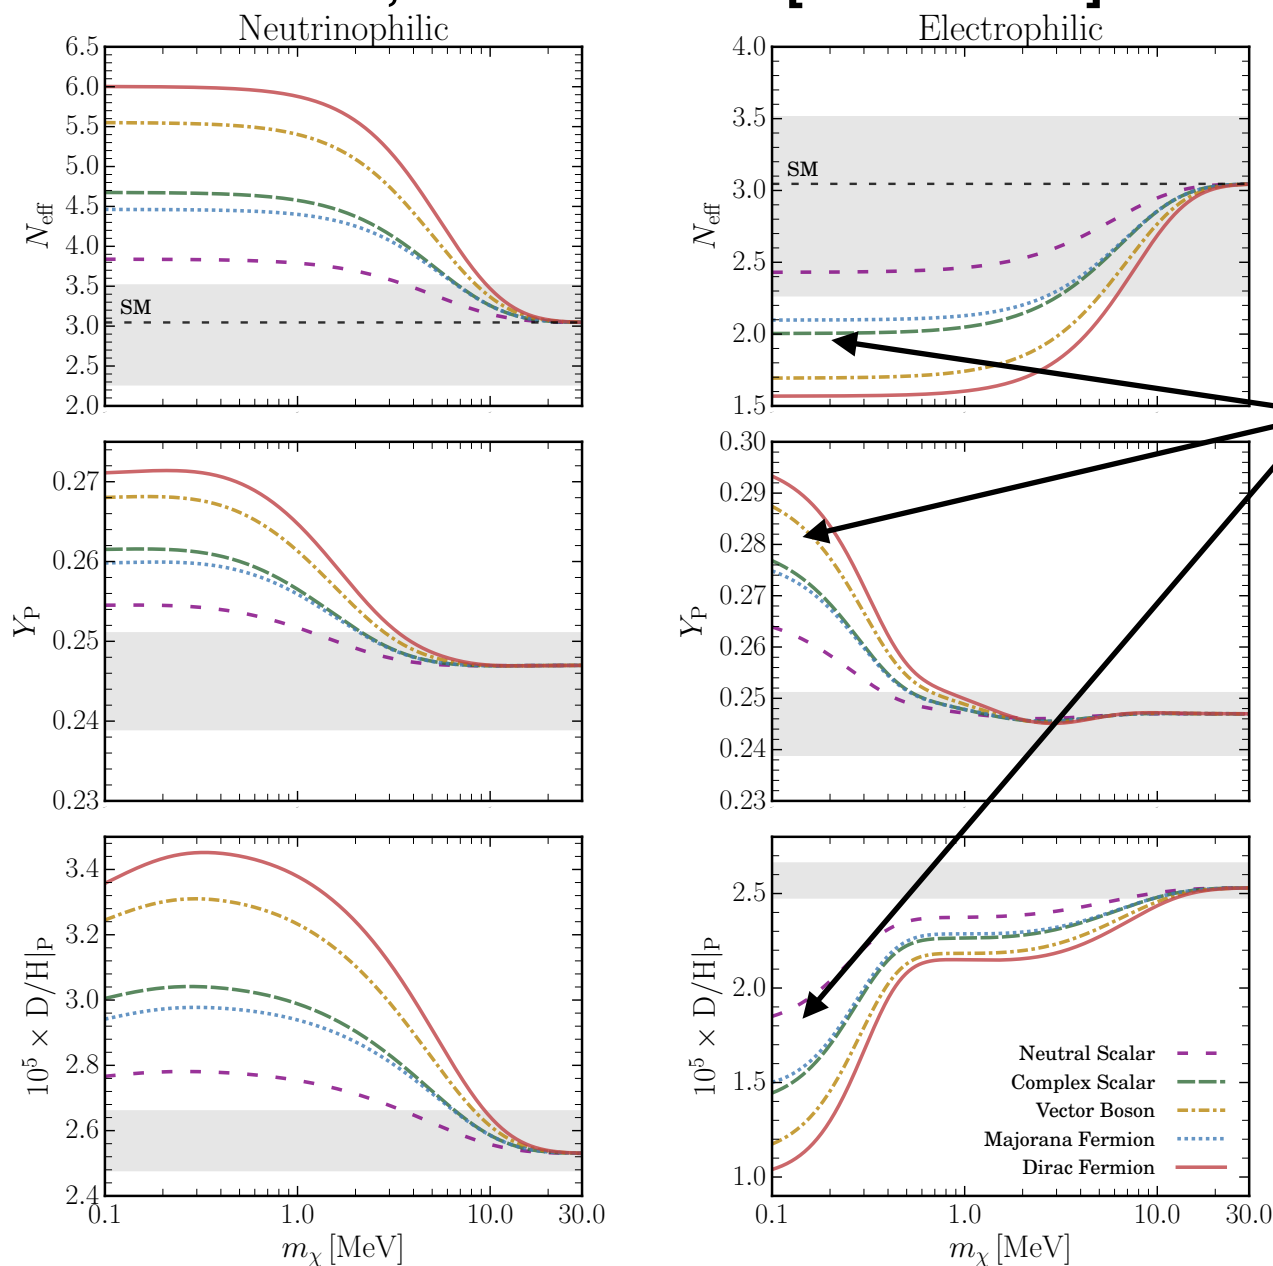 , [ ]
Neutrinophilic
6.5
6.0
5.5
5.0
4.5
4.0
3.5
3.0
2.5
2.0
N_eff
SM
Electrophilic
4.0
3.5
3.0
2.5
2.0
1.5
N_eff
SM
0.27
0.26
0.25
0.24
0.23
Y_P
0.30
0.29
0.28
0.27
0.26
0.25
0.24
0.23
Y_P
3.4
3.2
3.0
2.8
2.6
2.4
10^5 × D/H|_P
0.1 1.0 10.0 30.0
m_χ [MeV]
2.5
2.0
1.5
1.0
10^5 × D/H|_P
Neutral Scalar
Complex Scalar
Vector Boson
Majorana Fermion
Dirac Fermion
0.1 1.0 10.0 30.0
m_χ [MeV]